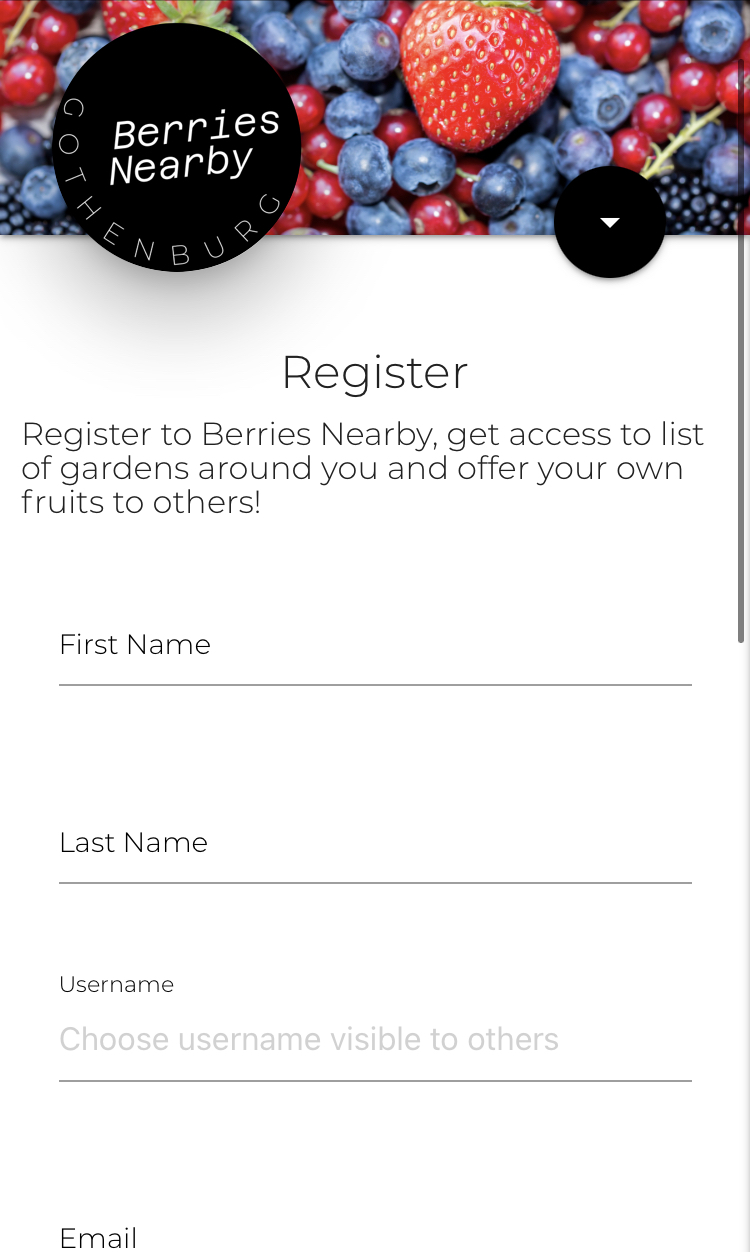 Berries
Nearby
GOTHENBURG
Register
Register to Berries Nearby, get access to list
of gardens around you and offer your own
fruits to others!
First Name
Last Name
Username
Choose username visible to others
Email